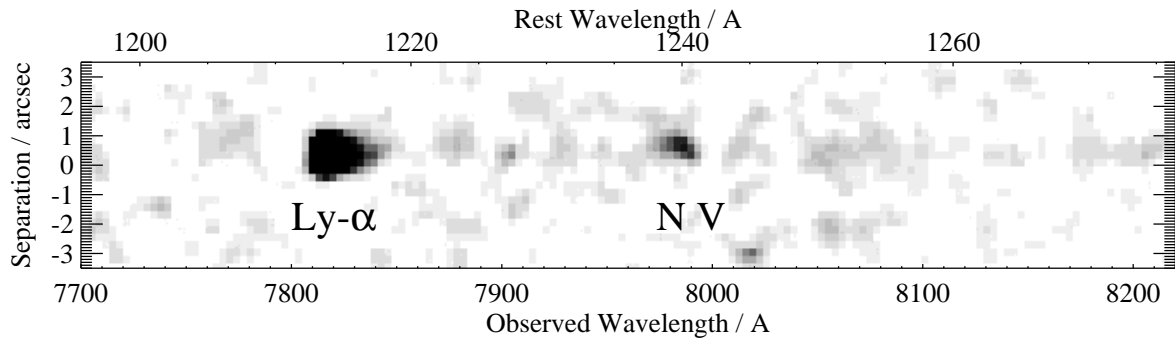 Rest Wavelength / A
1200 1220 1240 1260
Separation / arcsec
3
2
1
0
-1
-2
-3
Ly-α N V
7700 7800 7900 8000 8100 8200
Observed Wavelength / A